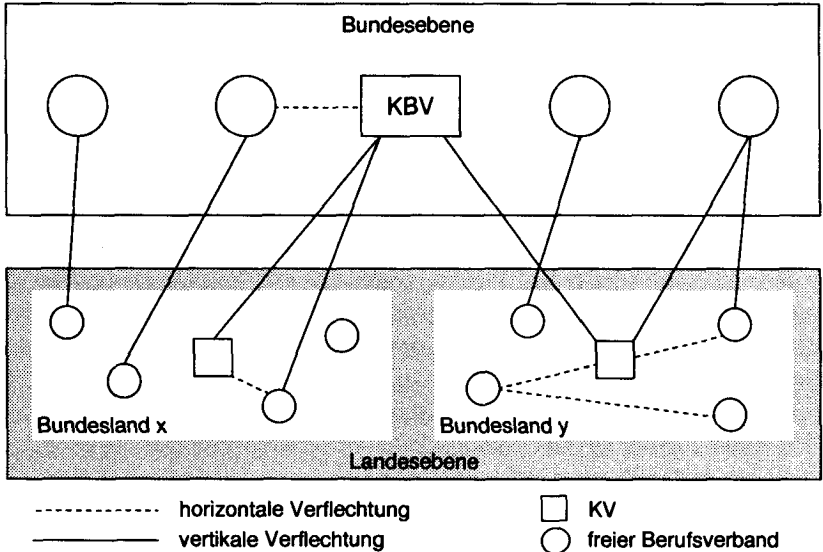 Bundesebene
KBV
Bundesland x
Bundesland y
Landesebene
horizontale Verflechtung
KV
vertikale Verflechtung
freier Berufsverband